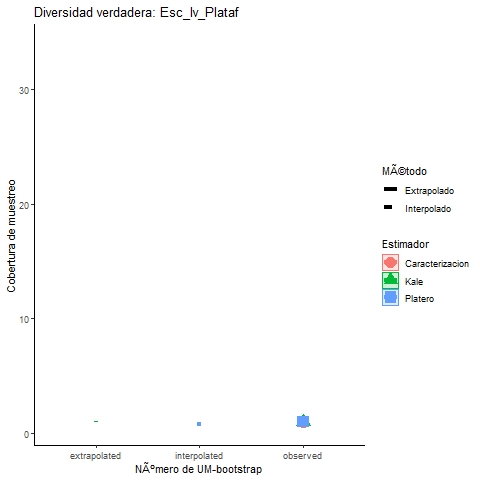 Diversidad verdadera: Esc_lv_Plataf
30
20
10
0
Cobertura de muestreo
extrapolated
interpolated
observed
NÃºmero de UM-bootstrap
MÃ©todo
Extrapolado
Interpolado
Estimador
Caracterizacion
Kale
Platero